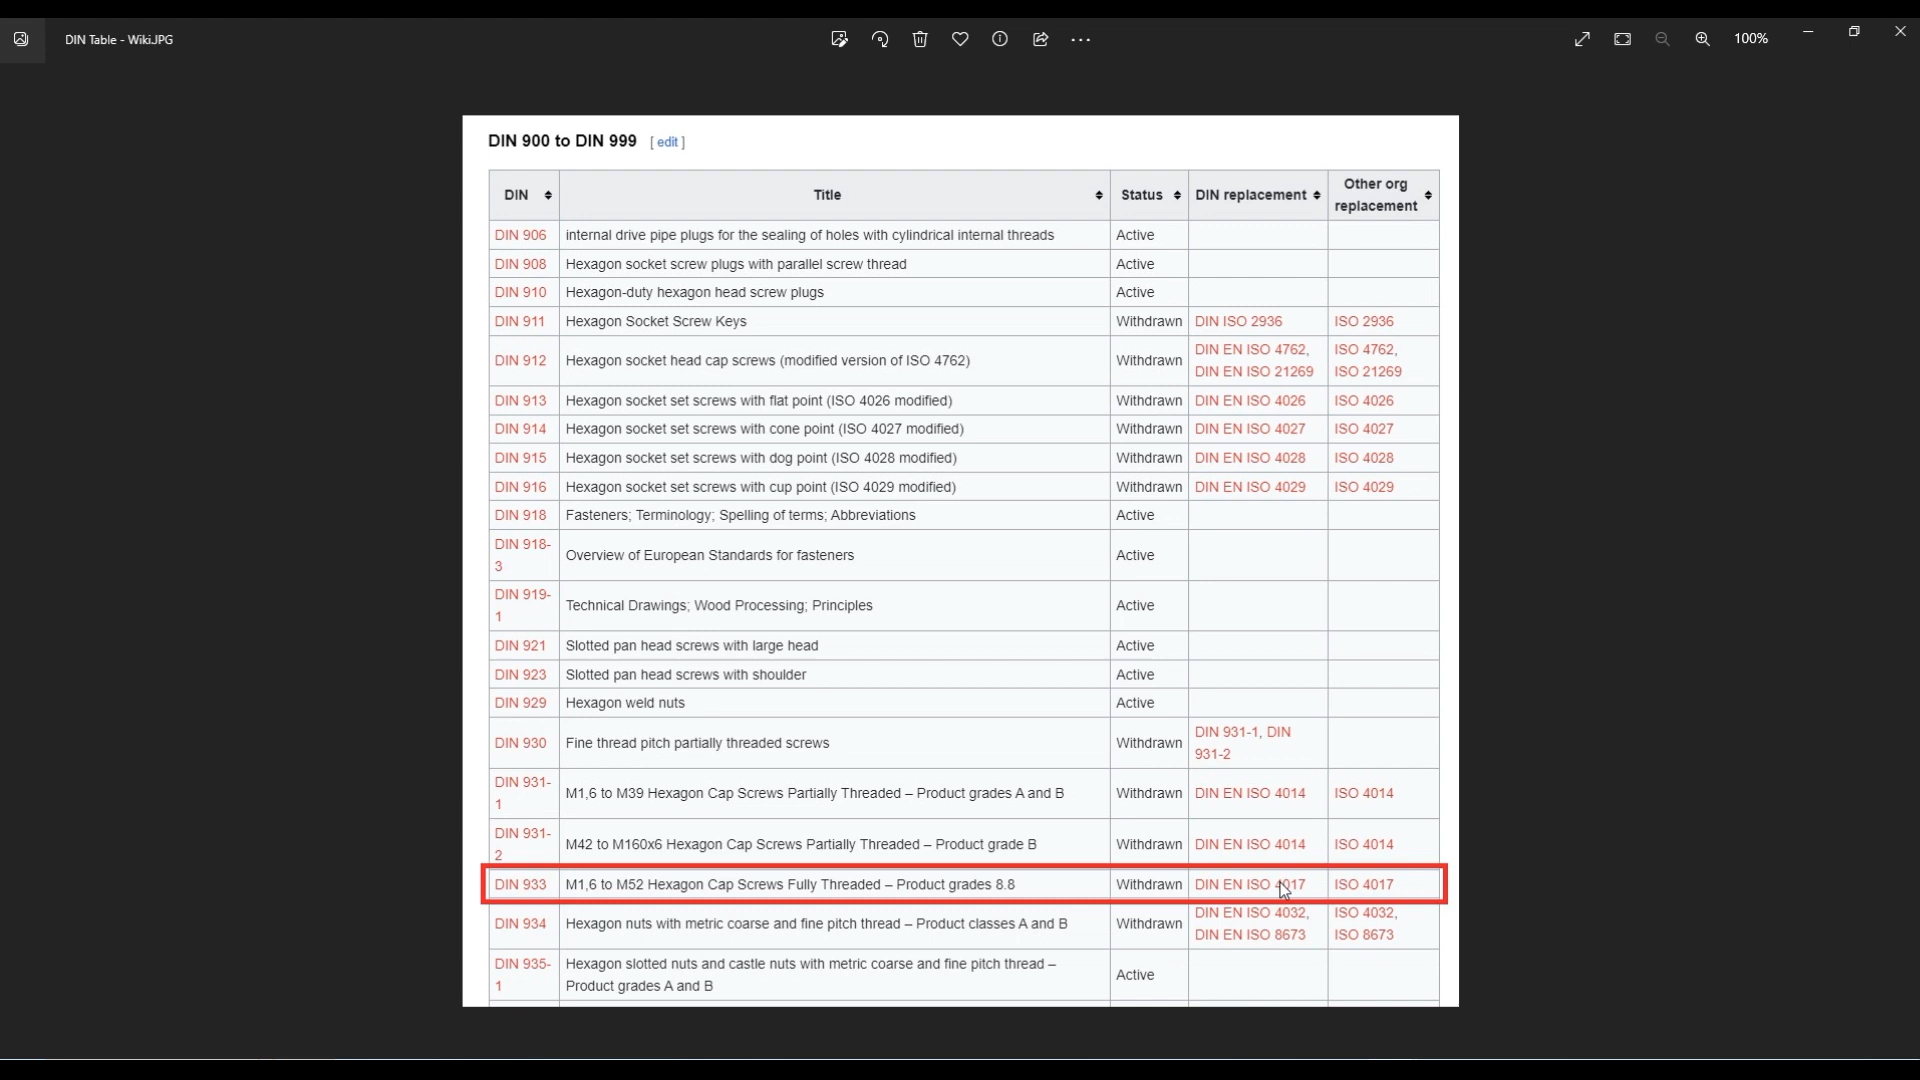 DIN Table - Wiki.JPG
100%
DIN 900 to DIN 999 [ edit ]
DIN Title Status DIN replacement Other org replacement
DIN 906 internal drive pipe plugs for the sealing of holes with cylindrical internal threads Active
DIN 908 Hexagon socket screw plugs with parallel screw thread Active
DIN 910 Hexagon-duty hexagon head screw plugs Active
DIN 911 Hexagon Socket Screw Keys Withdrawn DIN ISO 2936 ISO 2936
DIN 912 Hexagon socket head cap screws (modified version of ISO 4762) Withdrawn DIN EN ISO 4762, DIN EN ISO 21269 ISO 4762, ISO 21269
DIN 913 Hexagon socket set screws with flat point (ISO 4026 modified) Withdrawn DIN EN ISO 4026 ISO 4026
DIN 914 Hexagon socket set screws with cone point (ISO 4027 modified) Withdrawn DIN EN ISO 4027 ISO 4027
DIN 915 Hexagon socket set screws with dog point (ISO 4028 modified) Withdrawn DIN EN ISO 4028 ISO 4028
DIN 916 Hexagon socket set screws with cup point (ISO 4029 modified) Withdrawn DIN EN ISO 4029 ISO 4029
DIN 918 Fasteners; Terminology; Spelling of terms; Abbreviations Active
DIN 918-3 Overview of European Standards for fasteners Active
DIN 919-1 Technical Drawings; Wood Processing; Principles Active
DIN 921 Slotted pan head screws with large head Active
DIN 923 Slotted pan head screws with shoulder Active
DIN 929 Hexagon weld nuts Active
DIN 930 Fine thread pitch partially threaded screws Withdrawn DIN 931-1, DIN 931-2
DIN 931-1 M1,6 to M39 Hexagon Cap Screws Partially Threaded – Product grades A and B Withdrawn DIN EN ISO 4014 ISO 4014
DIN 931-2 M42 to M160x6 Hexagon Cap Screws Partially Threaded – Product grade B Withdrawn DIN EN ISO 4014 ISO 4014
DIN 933 M1,6 to M52 Hexagon Cap Screws Fully Threaded – Product grades 8.8 Withdrawn DIN EN ISO 4017 ISO 4017
DIN 934 Hexagon nuts with metric coarse and fine pitch thread – Product classes A and B Withdrawn DIN EN ISO 4032, DIN EN ISO 8673 ISO 4032, ISO 8673
DIN 935-1 Hexagon slotted nuts and castle nuts with metric coarse and fine pitch thread – Product grades A and B Active